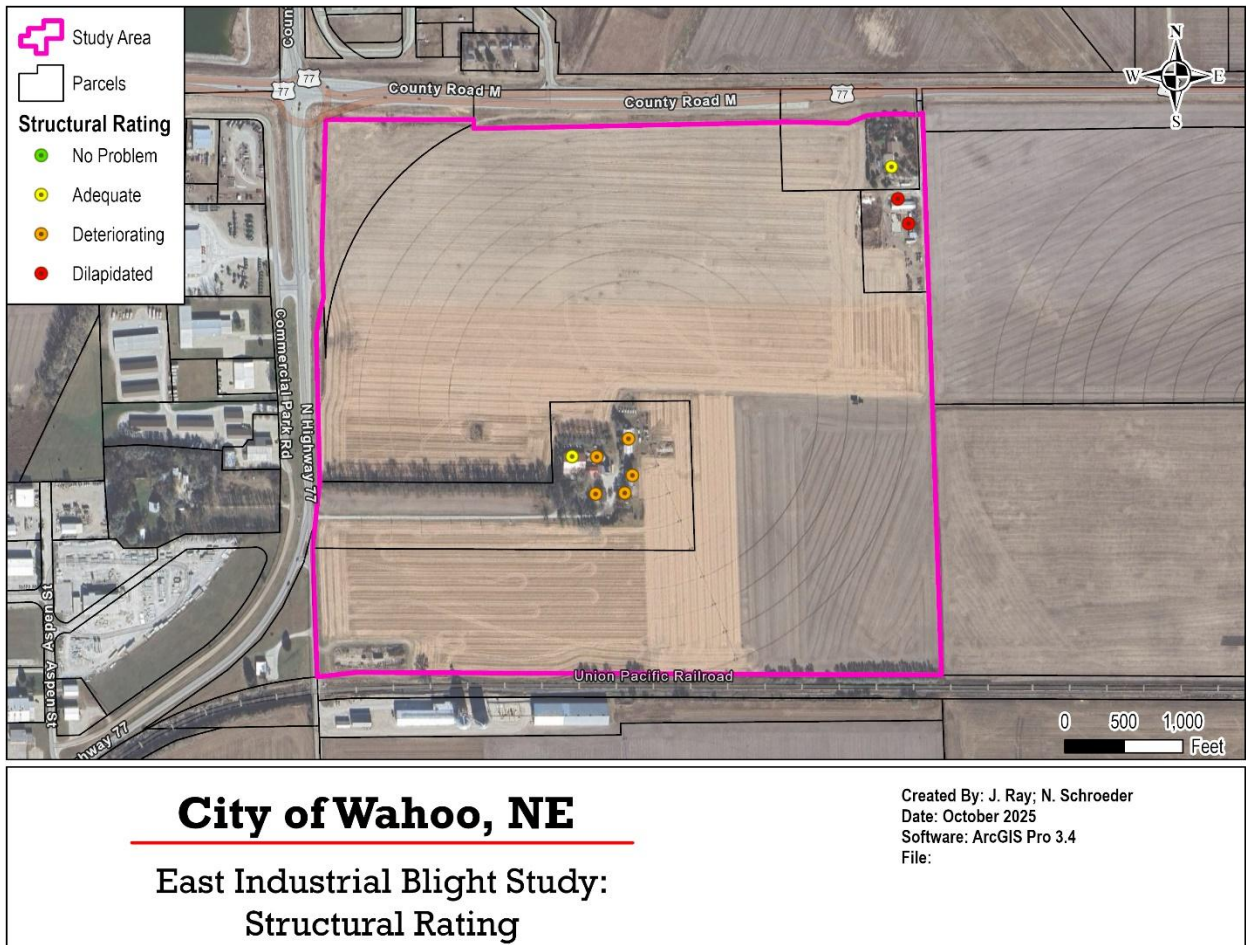 Study Area
Parcels
Structural Rating
No Problem
Adequate
Deteriorating
Dilapidated
Coun
77
77
County Road M
County Road M
77
N
W
E
S
Commercial Park Rd
N Highway 77
Aspen St
Aspen St
hway 77
Union Pacific Railroad
0 500 1,000
Feet
City of Wahoo, NE
East Industrial Blight Study:
Structural Rating
Created By: J. Ray; N. Schroeder
Date: October 2025
Software: ArcGIS Pro 3.4
File: